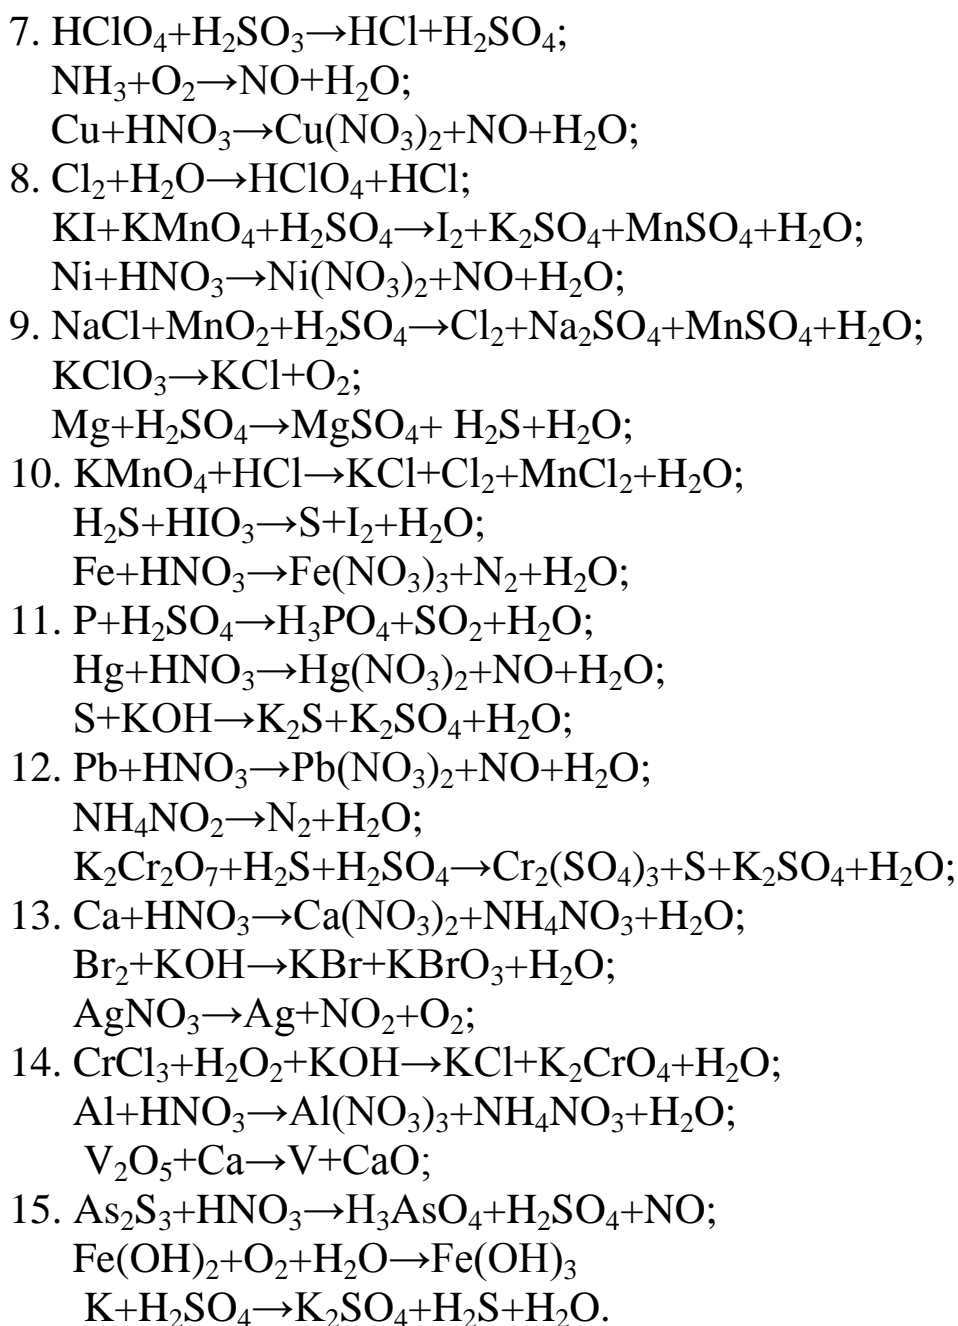 7. HClO₄+H₂SO₃→HCl+H₂SO₄;
NH₃+O₂→NO+H₂O;
Cu+HNO₃→Cu(NO₃)₂+NO+H₂O;
8. Cl₂+H₂O→HClO₄+HCl;
KI+KMnO₄+H₂SO₄→I₂+K₂SO₄+MnSO₄+H₂O;
Ni+HNO₃→Ni(NO₃)₂+NO+H₂O;
9. NaCl+MnO₂+H₂SO₄→Cl₂+Na₂SO₄+MnSO₄+H₂O;
KClO₃→KCl+O₂;
Mg+H₂SO₄→MgSO₄+ H₂S+H₂O;
10. KMnO₄+HCl→KCl+Cl₂+MnCl₂+H₂O;
H₂S+HIO₃→S+I₂+H₂O;
Fe+HNO₃→Fe(NO₃)₃+N₂+H₂O;
11. P+H₂SO₄→H₃PO₄+SO₂+H₂O;
Hg+HNO₃→Hg(NO₃)₂+NO+H₂O;
S+KOH→K₂S+K₂SO₄+H₂O;
12. Pb+HNO₃→Pb(NO₃)₂+NO+H₂O;
NH₄NO₂→N₂+H₂O;
K₂Cr₂O₇+H₂S+H₂SO₄→Cr₂(SO₄)₃+S+K₂SO₄+H₂O;
13. Ca+HNO₃→Ca(NO₃)₂+NH₄NO₃+H₂O;
Br₂+KOH→KBr+KBrO₃+H₂O;
AgNO₃→Ag+NO₂+O₂;
14. CrCl₃+H₂O₂+KOH→KCl+K₂CrO₄+H₂O;
Al+HNO₃→Al(NO₃)₃+NH₄NO₃+H₂O;
V₂O₅+Ca→V+CaO;
15. As₂S₃+HNO₃→H₃AsO₄+H₂SO₄+NO;
Fe(OH)₂+O₂+H₂O→Fe(OH)₃
K+H₂SO₄→K₂SO₄+H₂S+H₂O.